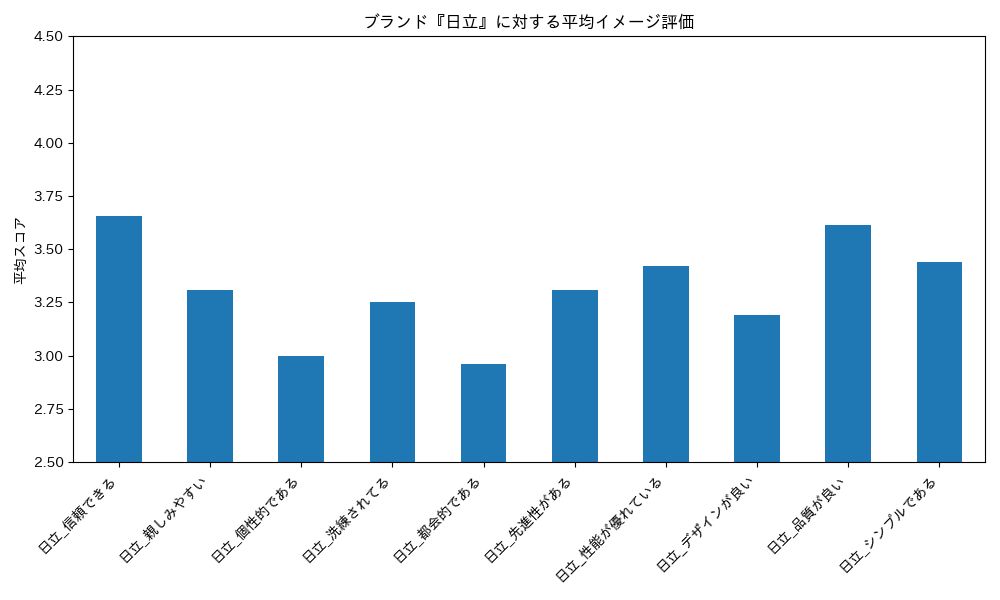 ブランド『日立』に対する平均イメージ評価
平均スコア
4.50
4.25
4.00
3.75
3.50
3.25
3.00
2.75
2.50
日立_信頼できる
日立_親しみやすい
日立_個性的である
日立_洗練されてる
日立_都会的である
日立_先進性がある
日立_性能が優れている
日立_デザインが良い
日立_品質が良い
日立_シンプルである